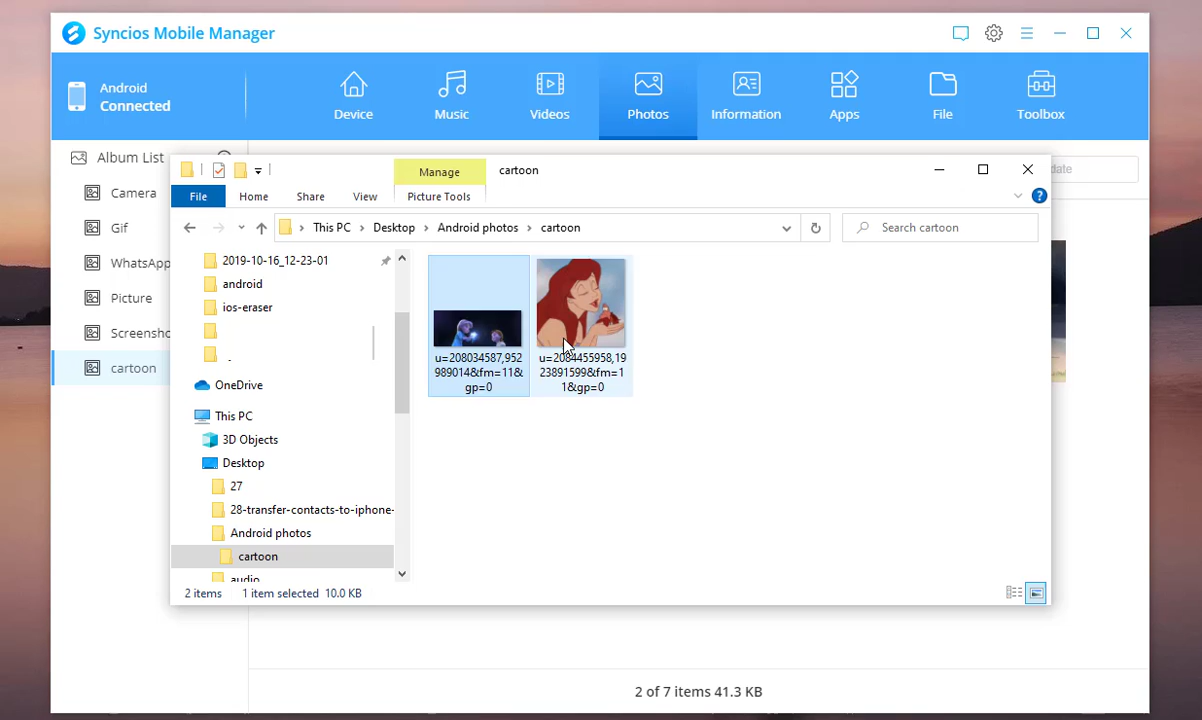 Syncios Mobile Manager
Android
Connected
Device
Music
Videos
Photos
Information
Apps
File
Toolbox
Album List
Camera
Gif
WhatsApp
Picture
Screensho
cartoon
date
Manage
cartoon
File
Home
Share
View
Picture Tools
This PC > Desktop > Android photos > cartoon
Search cartoon
2019-10-16_12-23-01
android
ios-eraser
OneDrive
This PC
3D Objects
Desktop
27
28-transfer-contacts-to-iphone-
Android photos
cartoon
audio
u=208034587,952
989014&fm=11&
gp=0
u=2084455958,19
23891599&fm=1
1&gp=0
2 items
1 item selected 10.0 KB
2 of 7 items 41.3 KB